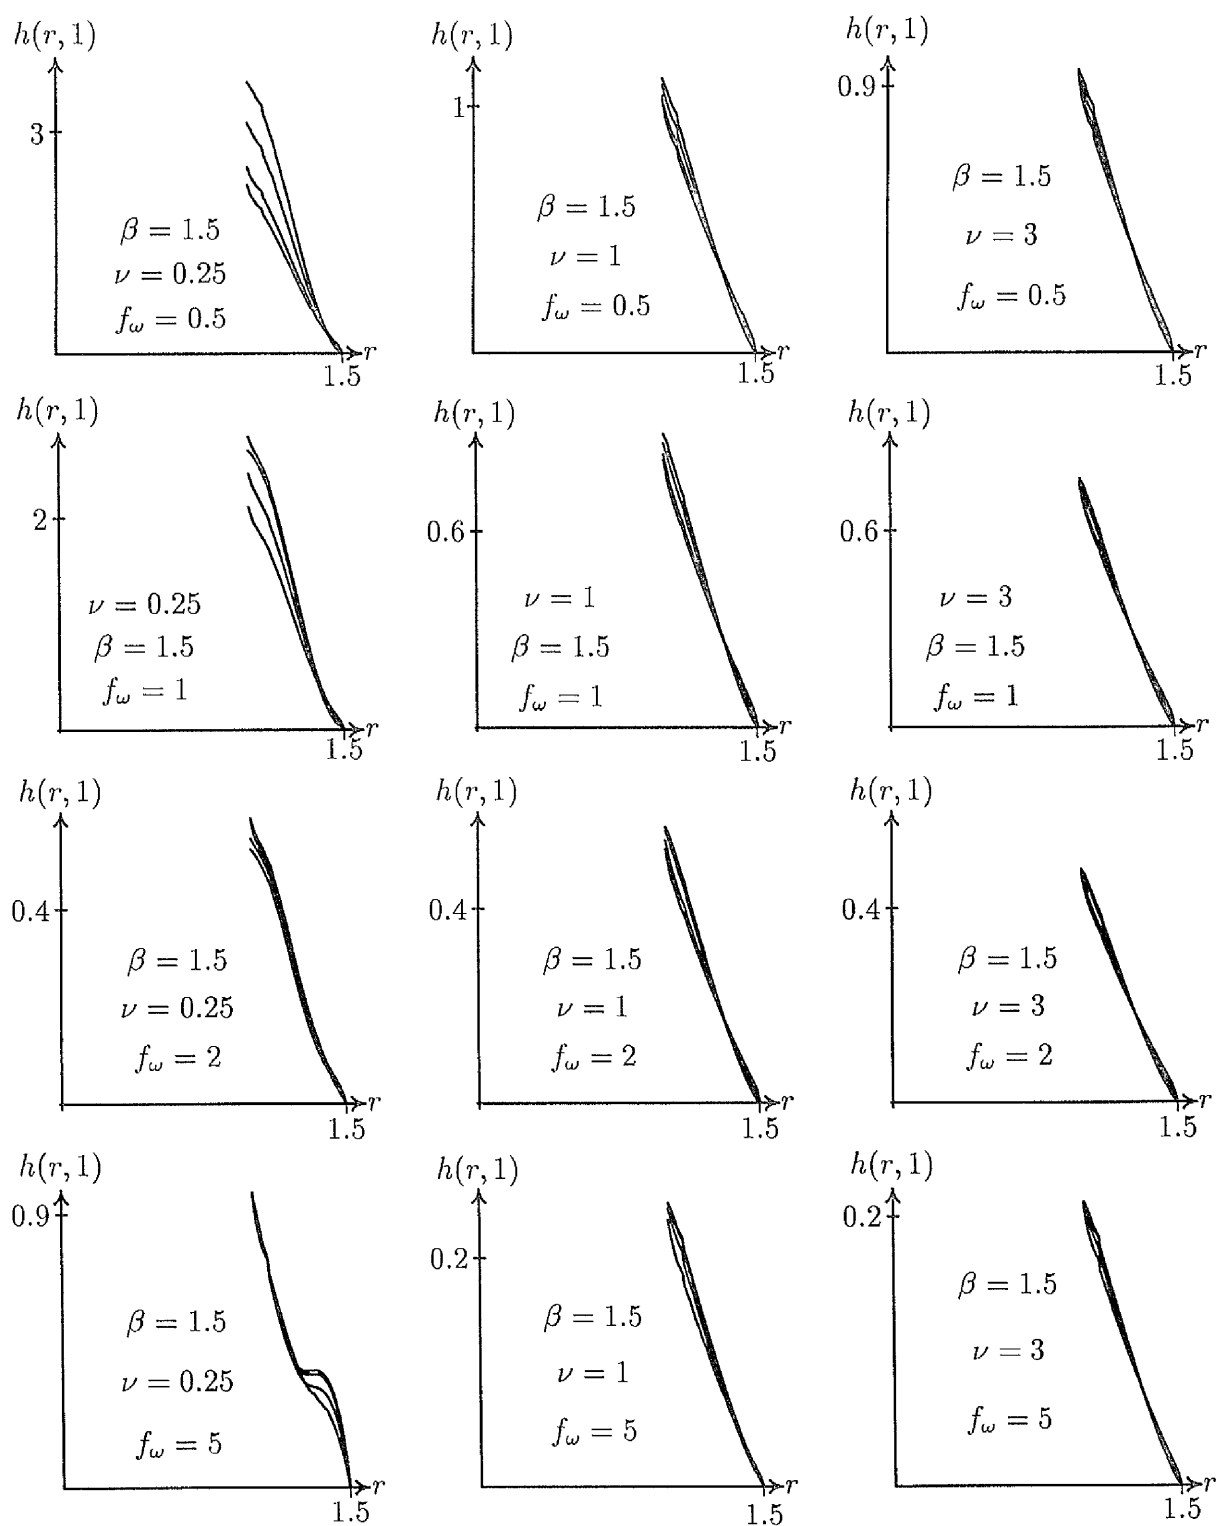 h(r, 1)
3
β = 1.5
ν = 0.25
f_ω = 0.5
r
1.5
h(r, 1)
1
β = 1.5
ν = 1
f_ω = 0.5
r
1.5
h(r, 1)
0.9
β = 1.5
ν = 3
f_ω = 0.5
r
1.5
h(r, 1)
2
ν = 0.25
β = 1.5
f_ω = 1
r
1.5
h(r, 1)
0.6
ν = 1
β = 1.5
f_ω = 1
r
1.5
h(r, 1)
0.6
ν = 3
β = 1.5
f_ω = 1
r
1.5
h(r, 1)
0.4
β = 1.5
ν = 0.25
f_ω = 2
r
1.5
h(r, 1)
0.4
β = 1.5
ν = 1
f_ω = 2
r
1.5
h(r, 1)
0.4
β = 1.5
ν = 3
f_ω = 2
r
1.5
h(r, 1)
0.9
β = 1.5
ν = 0.25
f_ω = 5
r
1.5
h(r, 1)
0.2
β = 1.5
ν = 1
f_ω = 5
r
1.5
h(r, 1)
0.2
β = 1.5
ν = 3
f_ω = 5
r
1.5